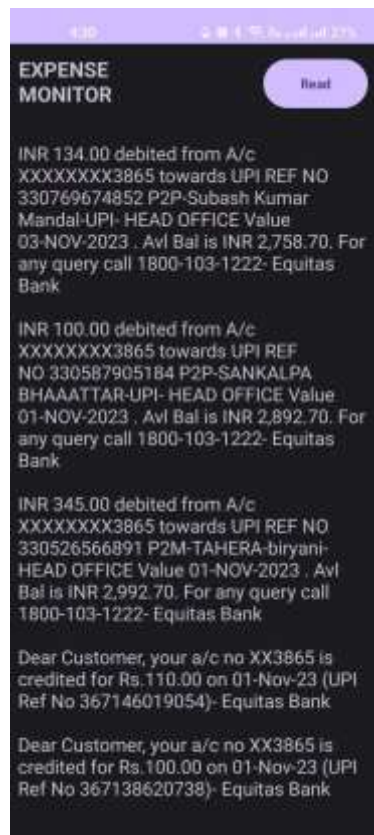 4:30
EXPENSE
MONITOR
Read
INR 134.00 debited from A/c
XXXXXXXX3865 towards UPI REF NO
330769674852 P2P-Subash Kumar
Mandal-UPI- HEAD OFFICE Value
03-NOV-2023 . Avl Bal is INR 2,758.70. For
any query call 1800-103-1222- Equitas
Bank
INR 100.00 debited from A/c
XXXXXXXX3865 towards UPI REF
NO 330587905184 P2P-SANKALPA
BHAAATTAR-UPI- HEAD OFFICE Value
01-NOV-2023 . Avl Bal is INR 2,892.70. For
any query call 1800-103-1222- Equitas
Bank
INR 345.00 debited from A/c
XXXXXXXX3865 towards UPI REF NO
330526566891 P2M-TAHERA-biryani-
HEAD OFFICE Value 01-NOV-2023 . Avl
Bal is INR 2,992.70. For any query call
1800-103-1222- Equitas Bank
Dear Customer, your a/c no XX3865 is
credited for Rs.110.00 on 01-Nov-23 (UPI
Ref No 367146019054)- Equitas Bank
Dear Customer, your a/c no XX3865 is
credited for Rs.100.00 on 01-Nov-23 (UPI
Ref No 367138620738)- Equitas Bank